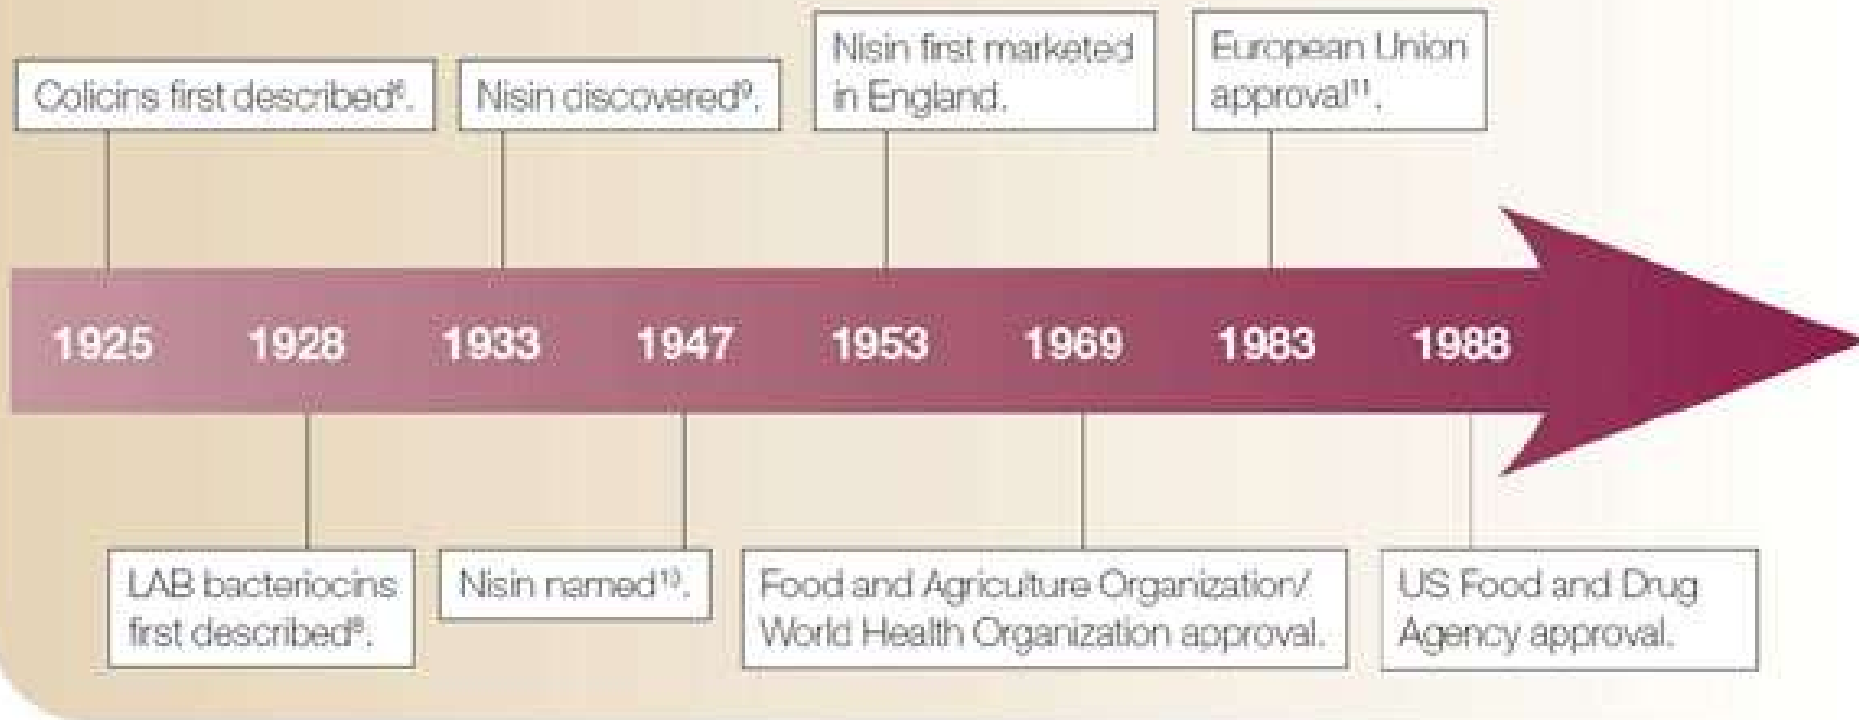 Colicins first described⁶.
Nisin discovered⁹.
Nisin first marketed
in England.
European Union
approval¹¹.
1925 1928 1933 1947 1953 1969 1983 1988
LAB bacteriocins
first described⁸.
Nisin named¹⁰.
Food and Agriculture Organization/
World Health Organization approval.
US Food and Drug
Agency approval.